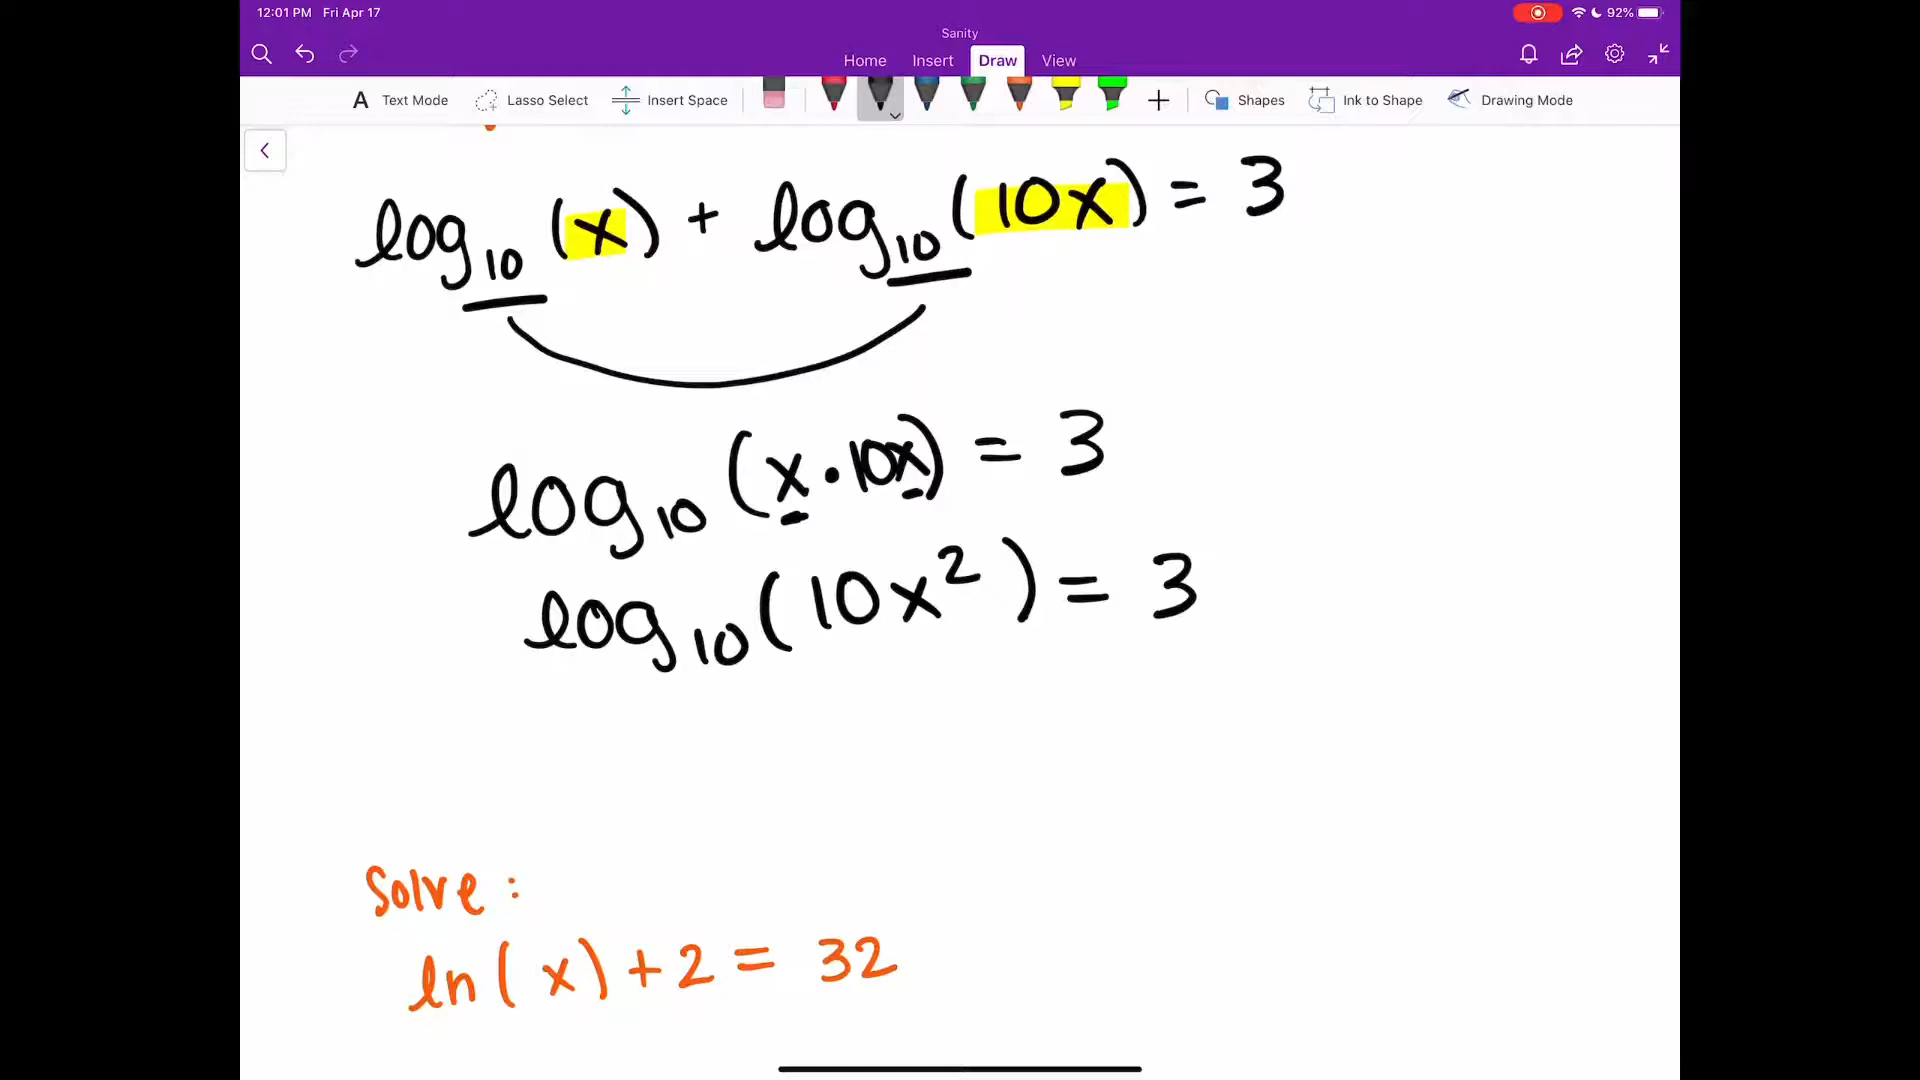 12:01 PM Fri Apr 17 92%
Sanity
Home Insert Draw View
A Text Mode Lasso Select Insert Space Shapes Ink to Shape Drawing Mode
log₁₀(x) + log₁₀(10x) = 3
log₁₀(x·10x) = 3
log₁₀(10x²) = 3
Solve:
ln(x)+2 = 32